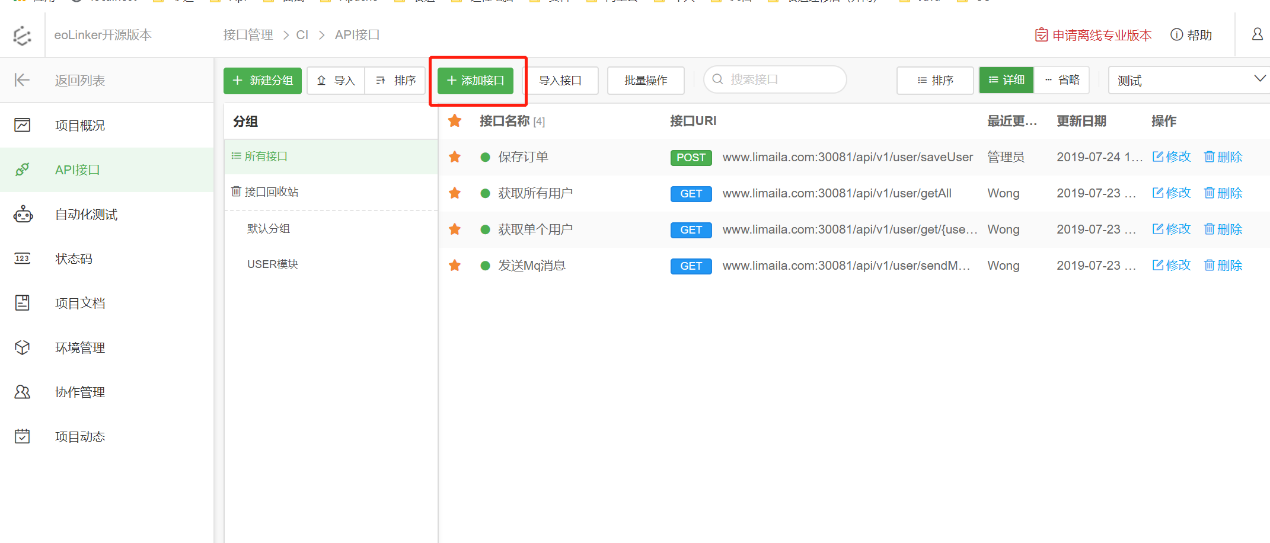 eoLinker开源版本
接口管理 > CI > API接口
申请离线专业版本
帮助
返回列表
项目概况
API接口
自动化测试
状态码
项目文档
环境管理
协作管理
项目动态
+ 新建分组
导入
排序
+ 添加接口
导入接口
批量操作
搜索接口
排序
详细
省略
测试
分组
所有接口
接口回收站
默认分组
USER模块
接口名称 [4] 接口URI 最近更... 更新日期 操作
保存订单 POST www.limaila.com:30081/api/v1/user/saveUser 管理员 2019-07-24 1... 修改 删除
获取所有用户 GET www.limaila.com:30081/api/v1/user/getAll Wong 2019-07-23 ... 修改 删除
获取单个用户 GET www.limaila.com:30081/api/v1/user/get/{use... Wong 2019-07-23 ... 修改 删除
发送Mq消息 GET www.limaila.com:30081/api/v1/user/sendM... Wong 2019-07-23 ... 修改 删除